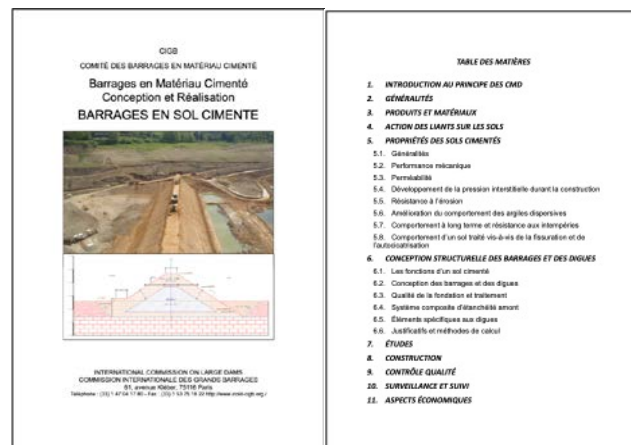 CIGB
COMITÉ DES BARRAGES EN MATÉRIAU CIMENTÉ
Barrages en Matériau Cimenté
Conception et Réalisation
BARRAGES EN SOL CIMENTE
INTERNATIONAL COMMISSION ON LARGE DAMS
COMMISSION INTERNATIONALE DES GRANDS BARRAGES
61, avenue Kléber, 75116 Paris
TABLE DES MATIÈRES
1. INTRODUCTION AU PRINCIPE DES CMD
2. GÉNÉRALITÉS
3. PRODUITS ET MATÉRIAUX
4. ACTION DES LIANTS SUR LES SOLS
5. PROPRIÉTÉS DES SOLS CIMENTÉS
5.1. Généralités
5.2. Performance mécanique
5.3. Perméabilité
5.4. Développement de la pression interstitielle durant la construction
5.5. Résistance à l'érosion
5.6. Amélioration du comportement des argiles dispersives
5.7. Comportement à long terme et résistance aux intempéries
5.8. Comportement d'un sol traité vis-à-vis de la fissuration et de
l'autocicatrisation
6. CONCEPTION STRUCTURELLE DES BARRAGES ET DES DIGUES
6.1. Les fonctions d'un sol cimenté
6.2. Conception des barrages et des digues
6.3. Qualité de la fondation et traitement
6.4. Système composite d'étanchéité amont
6.5. Éléments spécifiques aux digues
6.6. Justificatifs et méthodes de calcul
7. ÉTUDES
8. CONSTRUCTION
9. CONTRÔLE QUALITÉ
10. SURVEILLANCE ET SUIVI
11. ASPECTS ÉCONOMIQUES